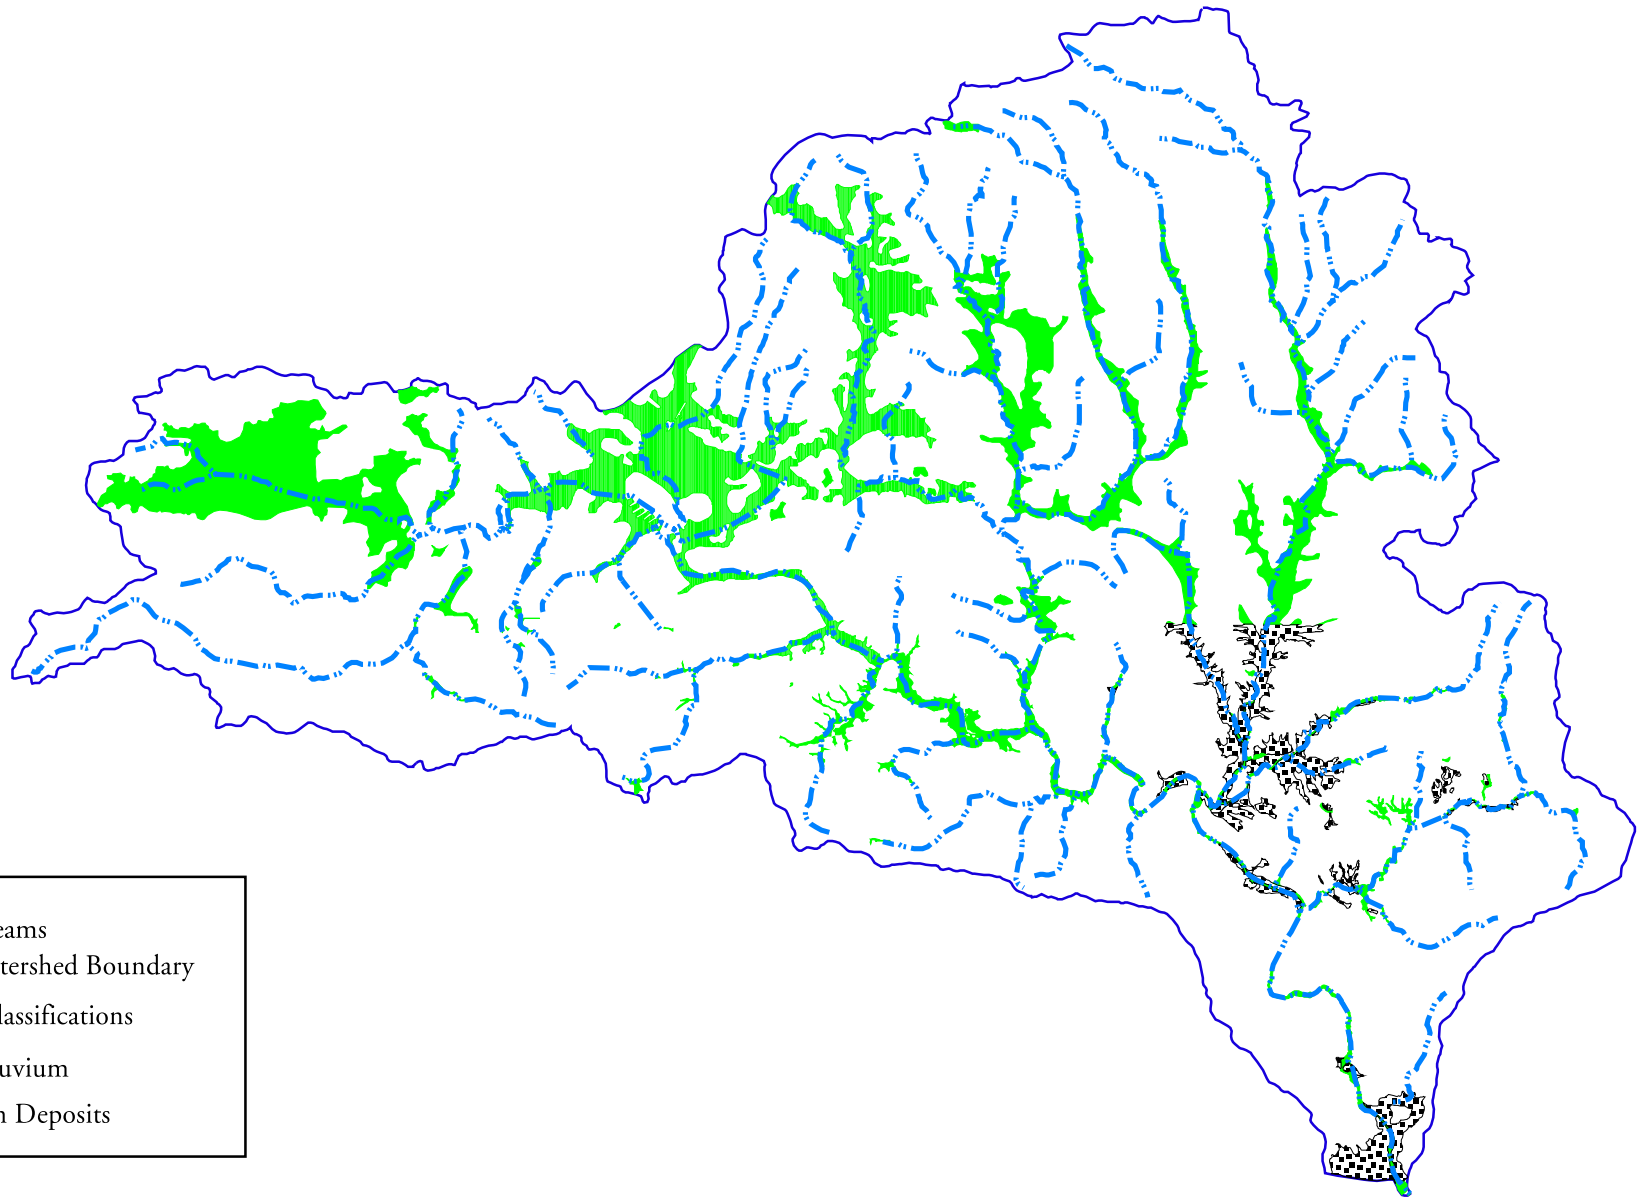 eams
tershed Boundary
lassifications
uvium
n Deposits